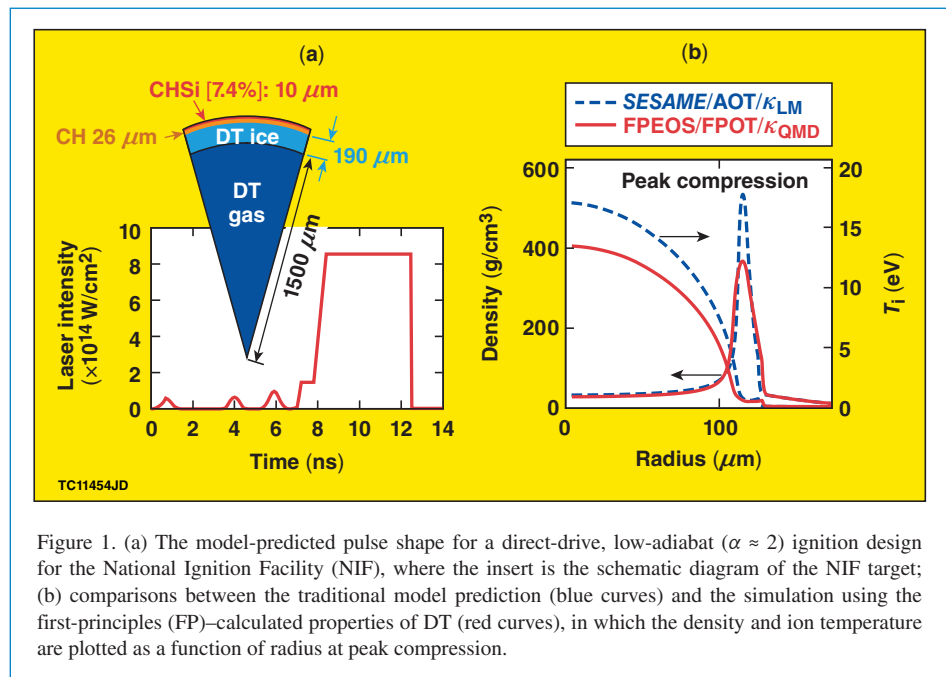 (a)
CHSi [7.4%]: 10 μm
CH 26 μm
DT ice
190 μm
DT
gas
1500 μm
Laser intensity
(×10¹⁴ W/cm²)
10
8
6
4
2
0
0 2 4 6 8 10 12 14
Time (ns)
TC11454JD
(b)
SESAME/AOT/κLM
FPEOS/FPOT/κQMD
Peak compression
Density (g/cm³)
600
400
200
0
20
15
10
5
0
Tᵢ (eV)
0 100
Radius (μm)
Figure 1. (a) The model-predicted pulse shape for a direct-drive, low-adiabat (α ≈ 2) ignition design
for the National Ignition Facility (NIF), where the insert is the schematic diagram of the NIF target;
(b) comparisons between the traditional model prediction (blue curves) and the simulation using the
first-principles (FP)–calculated properties of DT (red curves), in which the density and ion temperature
are plotted as a function of radius at peak compression.